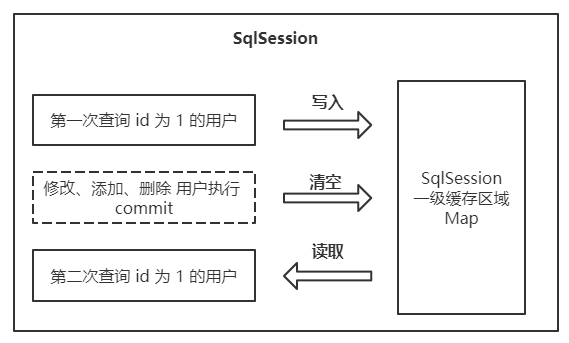 SqlSession
第一次查询 id 为 1 的用户
写入
修改、添加、删除 用户执行
commit
清空
第二次查询 id 为 1 的用户
读取
SqlSession
一级缓存区域
Map